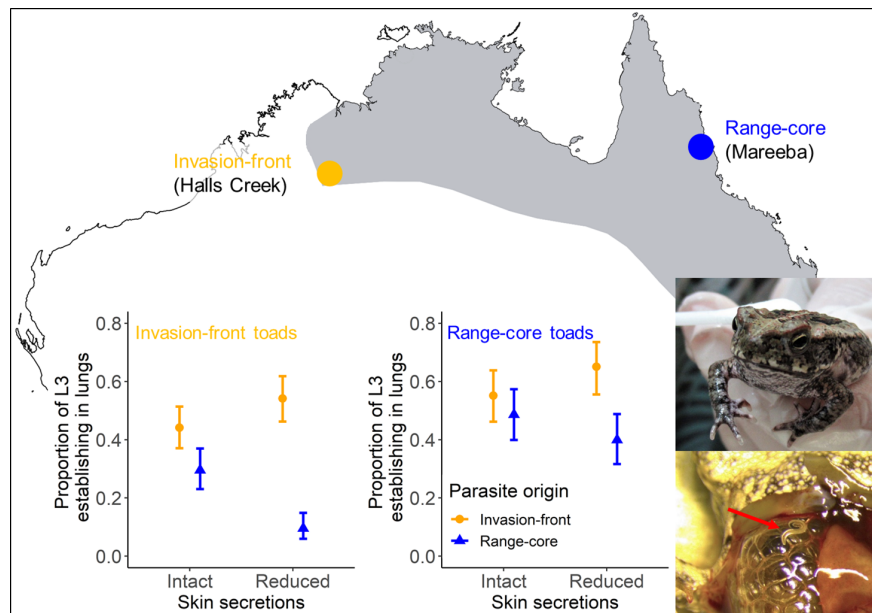 Range-core
(Mareeba)
Invasion-front
(Halls Creek)
Proportion of L3
establishing in lungs
0.8
0.6
0.4
0.2
0.0
Invasion-front toads
Intact
Reduced
Skin secretions
Proportion of L3
establishing in lungs
0.8
0.6
0.4
0.2
0.0
Range-core toads
Parasite origin
Invasion-front
Range-core
Intact
Reduced
Skin secretions